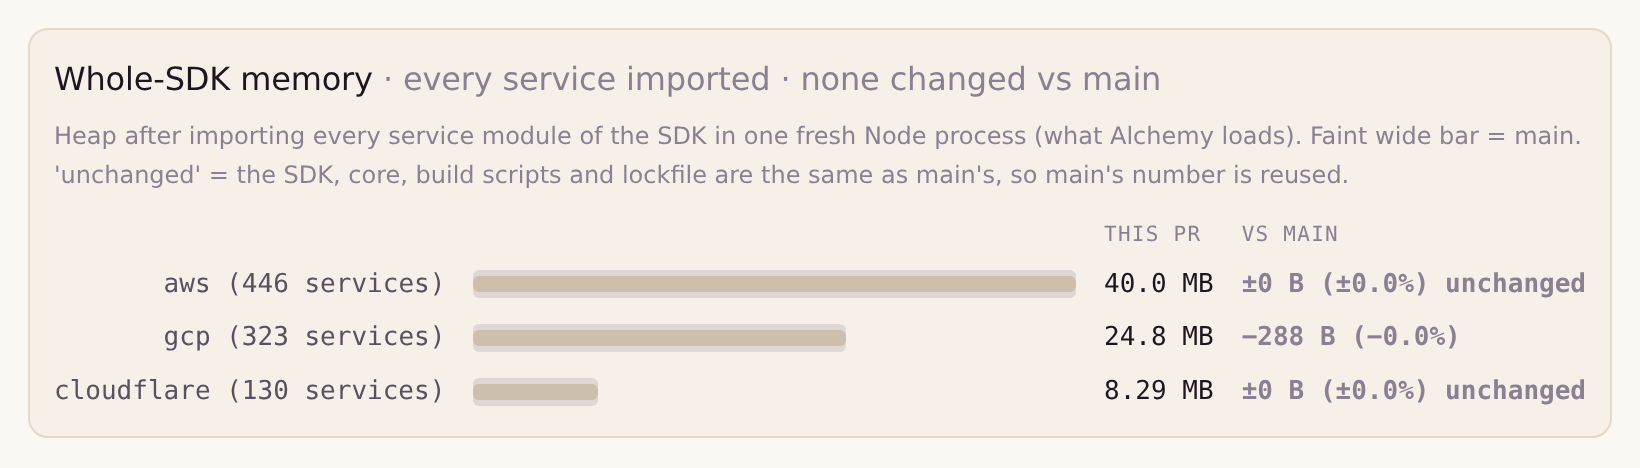 Whole-SDK memory · every service imported · none changed vs main
Heap after importing every service module of the SDK in one fresh Node process (what Alchemy loads). Faint wide bar = main.
'unchanged' = the SDK, core, build scripts and lockfile are the same as main's, so main's number is reused.
THIS PR VS MAIN
aws (446 services) 40.0 MB ±0 B (±0.0%) unchanged
gcp (323 services) 24.8 MB −288 B (−0.0%)
cloudflare (130 services) 8.29 MB ±0 B (±0.0%) unchanged